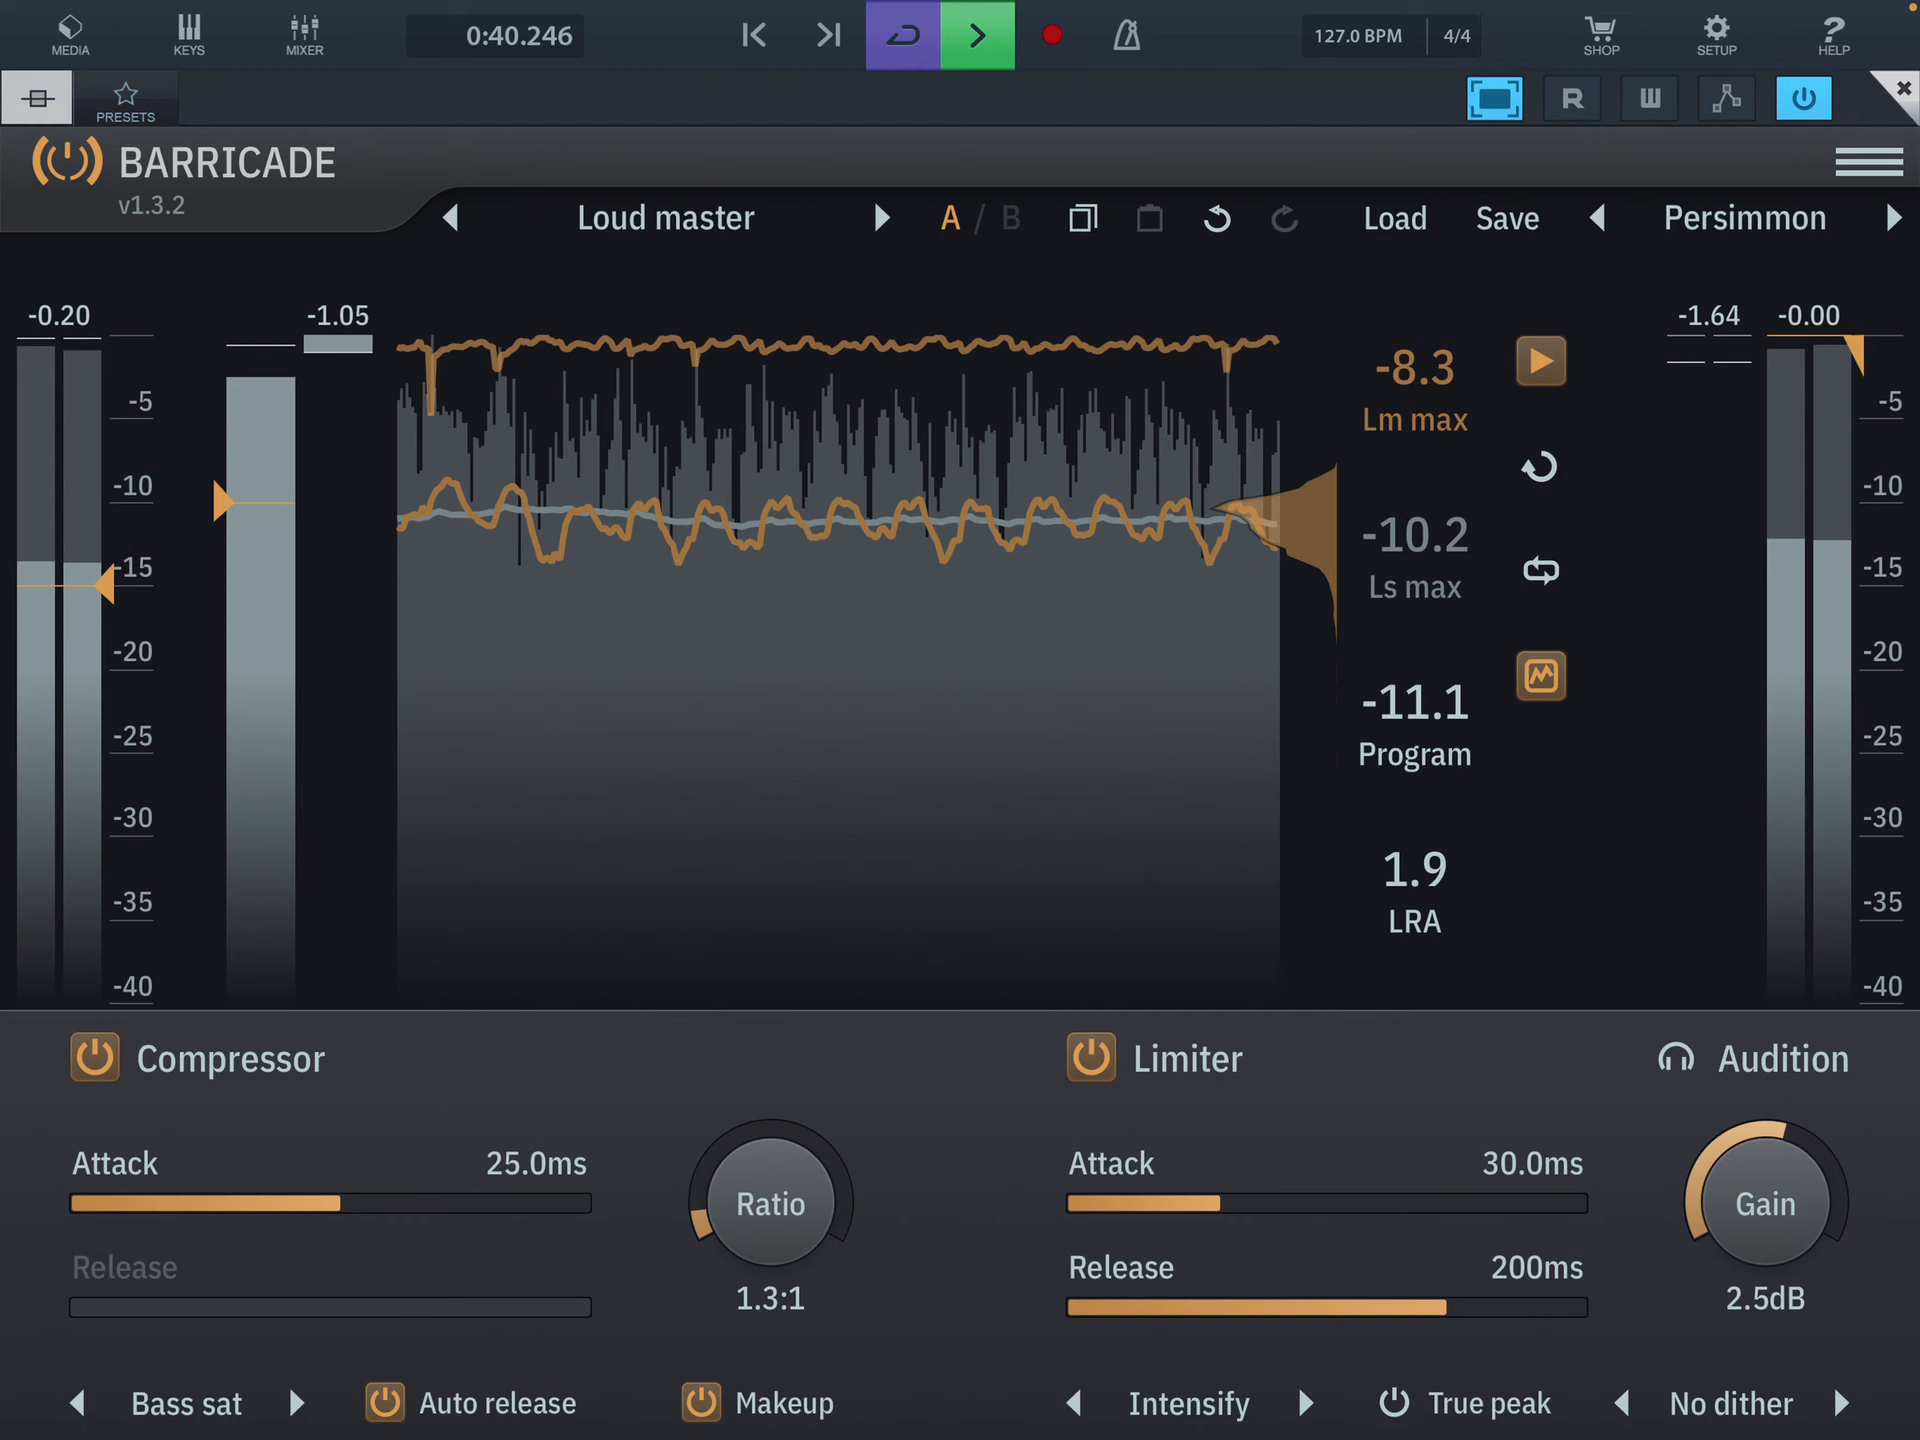 MEDIA
KEYS
MIXER
0:40.246
127.0 BPM
4/4
SHOP
SETUP
? HELP
PRESETS
R
W
BARRICADE
v1.3.2
Loud master
A / B
Load
Save
Persimmon
-0.20
-1.05
-1.64
-0.00
-5
-10
-15
-20
-25
-30
-35
-40
-8.3
Lm max
-10.2
Ls max
-11.1
Program
1.9
LRA
-5
-10
-15
-20
-25
-30
-35
-40
Compressor
Limiter
Audition
Attack 25.0ms
Ratio
1.3:1
Release
Attack 30.0ms
Gain
2.5dB
Release 200ms
Bass sat
Auto release
Makeup
Intensify
True peak
No dither